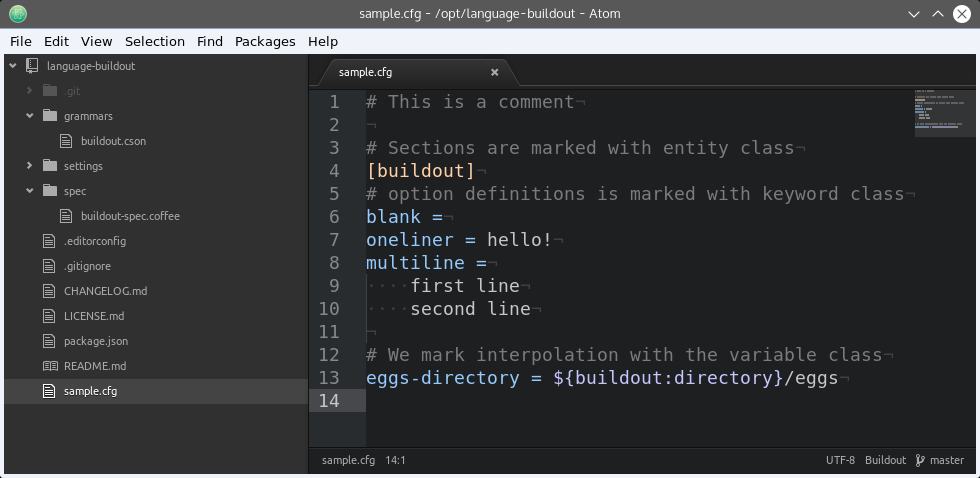 sample.cfg - /opt/language-buildout - Atom
File Edit View Selection Find Packages Help
language-buildout
.git
grammars
buildout.cson
settings
spec
buildout-spec.coffee
.editorconfig
.gitignore
CHANGELOG.md
LICENSE.md
package.json
README.md
sample.cfg
sample.cfg
1 # This is a comment¬
2 ¬
3 # Sections are marked with entity class¬
4 [buildout]¬
5 # option definitions is marked with keyword class¬
6 blank =¬
7 oneliner = hello!¬
8 multiline =¬
9 ····first line¬
10 ····second line¬
11 ¬
12 # We mark interpolation with the variable class¬
13 eggs-directory = ${buildout:directory}/eggs¬
14
sample.cfg 14:1 UTF-8 Buildout master